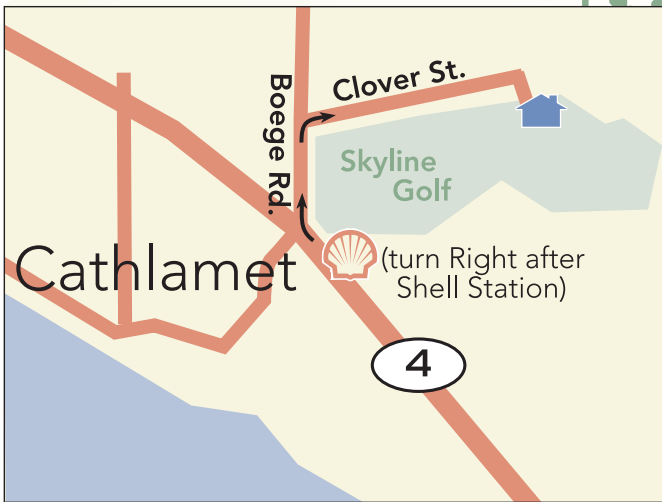 Boege Rd.
Clover St.
Skyline
Golf
Cathlamet
(turn Right after
Shell Station)
4